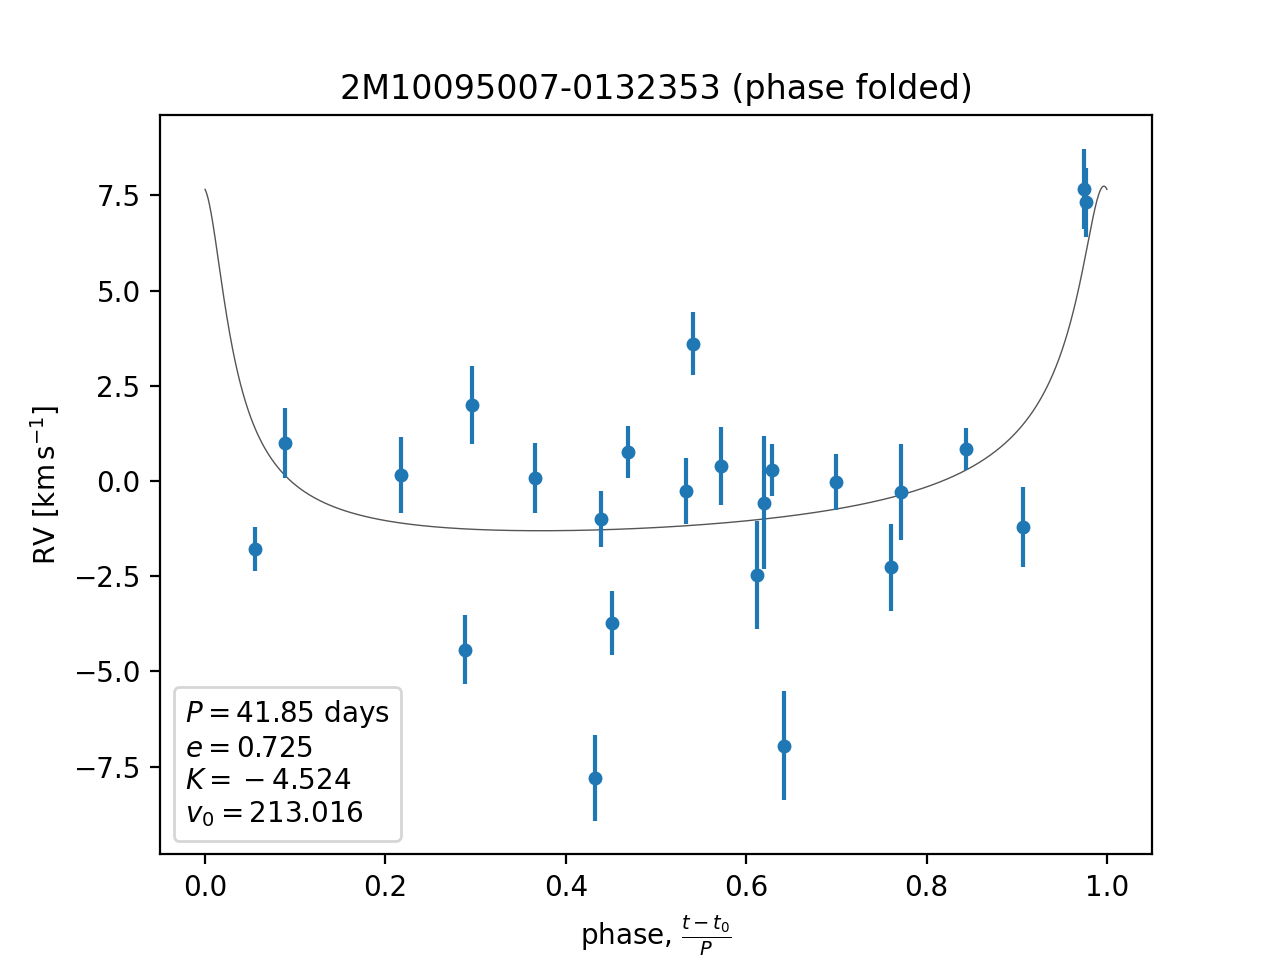 2M10095007-0132353 (phase folded)
RV [km s⁻¹]
7.5
5.0
2.5
0.0
−2.5
−5.0
−7.5
P = 41.85 days
e = 0.725
K = −4.524
v₀ = 213.016
0.0 0.2 0.4 0.6 0.8 1.0
phase, (t − t₀)/P